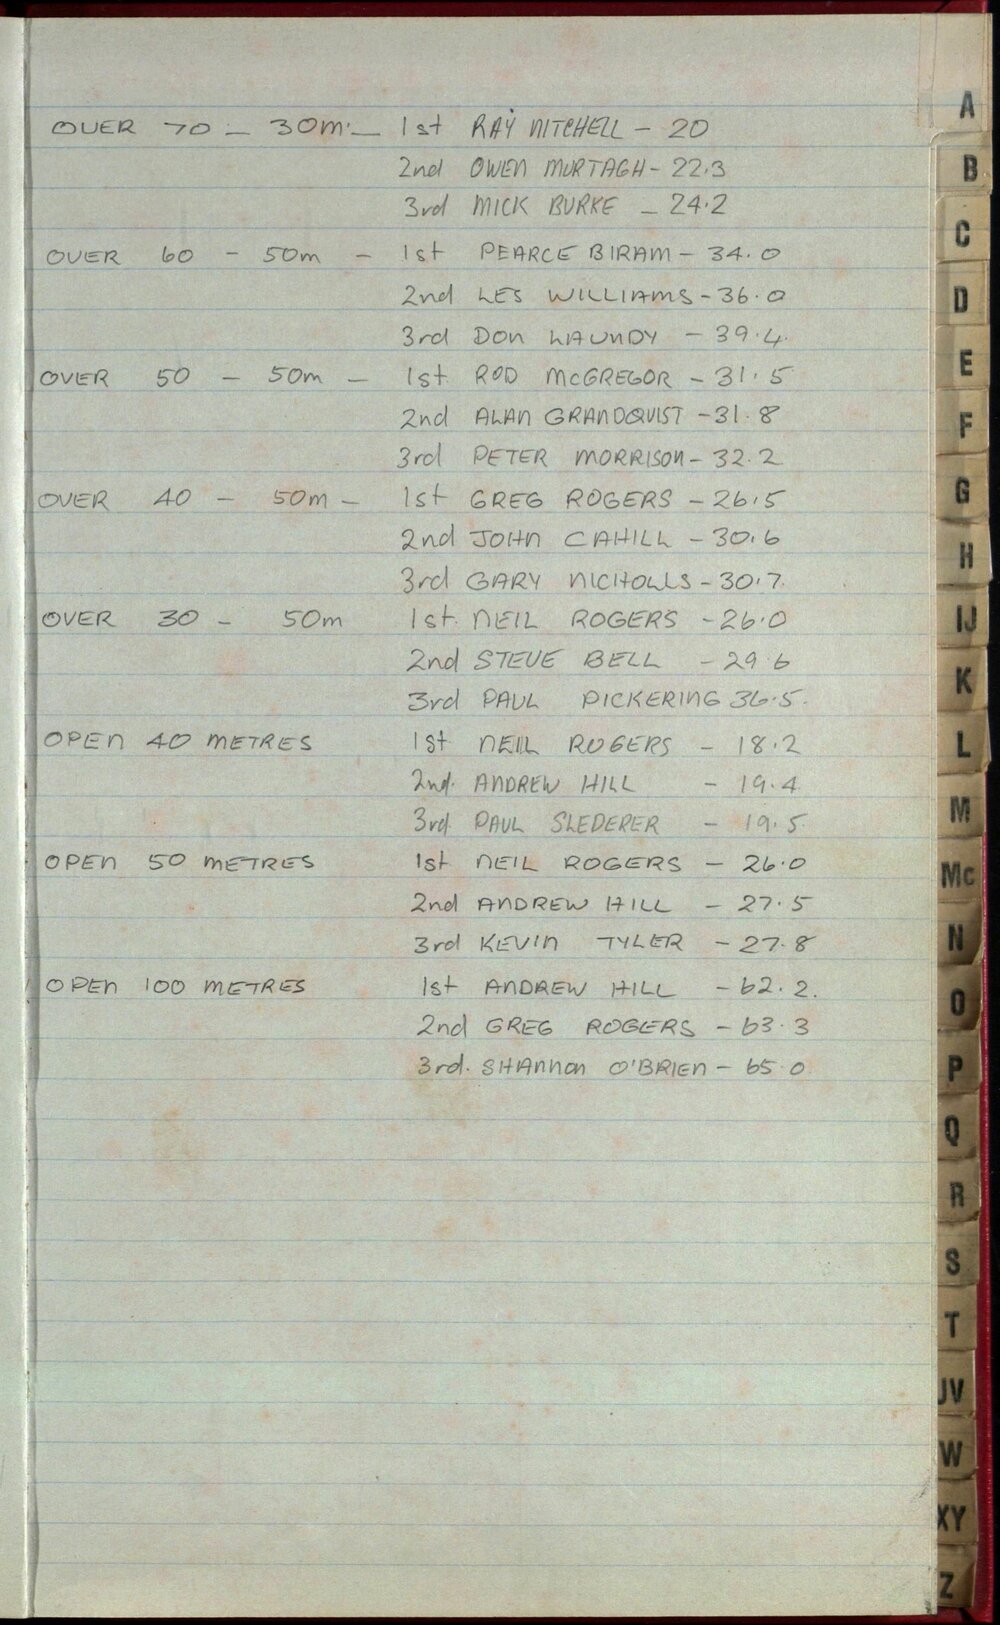 OVER 70 - 30m - 1st RAY MITCHELL - 20
2nd OWEN MURTAGH - 22.3
3rd MICK BURKE - 24.2
OVER 60 - 50m - 1st PEARCE BIRAM - 34.0
2nd LES WILLIAMS - 36.0
3rd DON LAUNDY - 39.4
OVER 50 - 50m - 1st ROD McGREGOR - 31.5
2nd ALAN GRANDQUIST - 31.8
3rd PETER MORRISON - 32.2
OVER 40 - 50m - 1st GREG ROGERS - 26.5
2nd JOHN CAHILL - 30.6
3rd GARY NICHOLLS - 30.7
OVER 30 - 50m 1st NEIL ROGERS - 26.0
2nd STEVE BELL - 29.6
3rd PAUL PICKERING 36.5
OPEN 40 METRES 1st NEIL ROGERS - 18.2
2nd. ANDREW HILL - 19.4
3rd. PAUL SLEDERER - 19.5
OPEN 50 METRES 1st NEIL ROGERS - 26.0
2nd ANDREW HILL - 27.5
3rd KEVIN TYLER - 27.8
OPEN 100 METRES 1st ANDREW HILL - 62.2.
2nd GREG ROGERS - 63.3
3rd. SHANNON O'BRIEN - 65.0
A
B
C
D
E
F
G
H
IJ
K
L
M
Mc
N
O
P
Q
R
S
T
UV
W
XY
Z